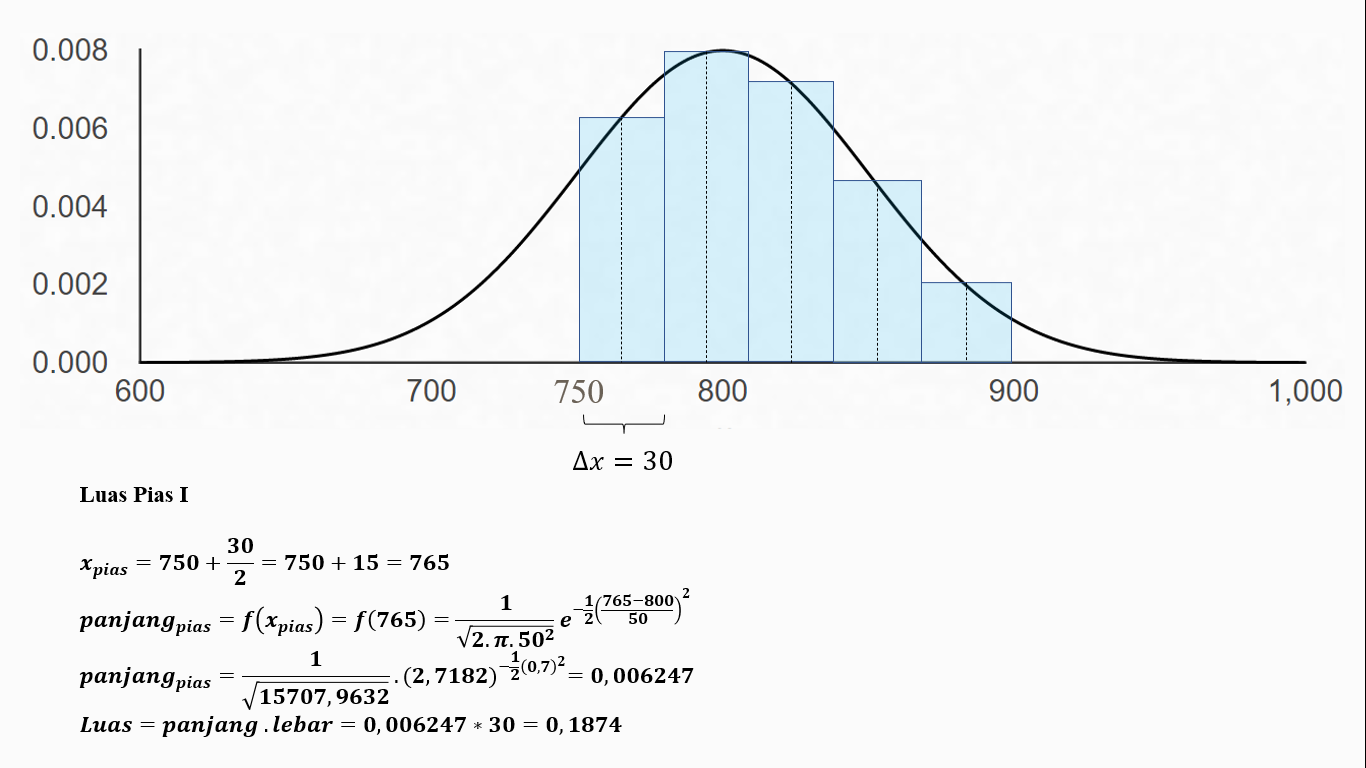 0.008
0.006
0.004
0.002
0.000
600 700 750 800 900 1,000
Δx = 30
Luas Pias I
x_pias = 750 + 30/2 = 750 + 15 = 765
panjang_pias = f(x_pias) = f(765) = 1/√(2.π.50²) e^(−1/2((765−800)/50)²)
panjang_pias = 1/√(15707,9632) . (2,7182)^(−1/2(0,7)²) = 0,006247
Luas = panjang . lebar = 0,006247 * 30 = 0,1874